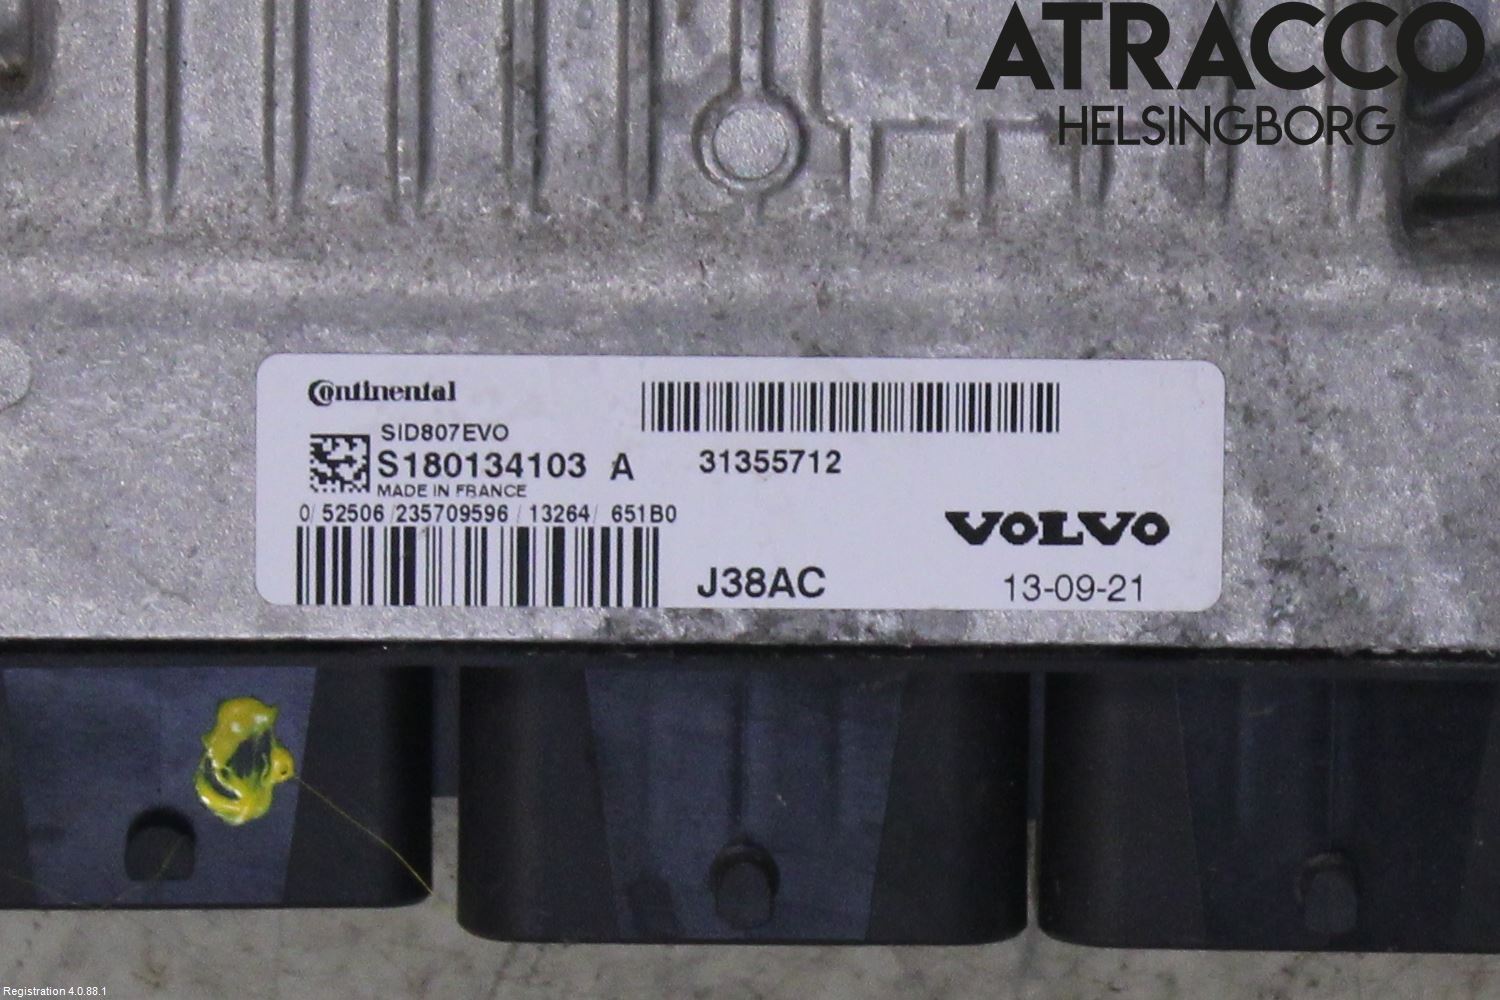 ATRACCO
HELSINGBORG
Continental
SID807EVO
S180134103 A
31355712
MADE IN FRANCE
0/ 52506 /235709596 / 13264/ 651B0
VOLVO
J38AC
13-09-21
Registration 4.0.88.1